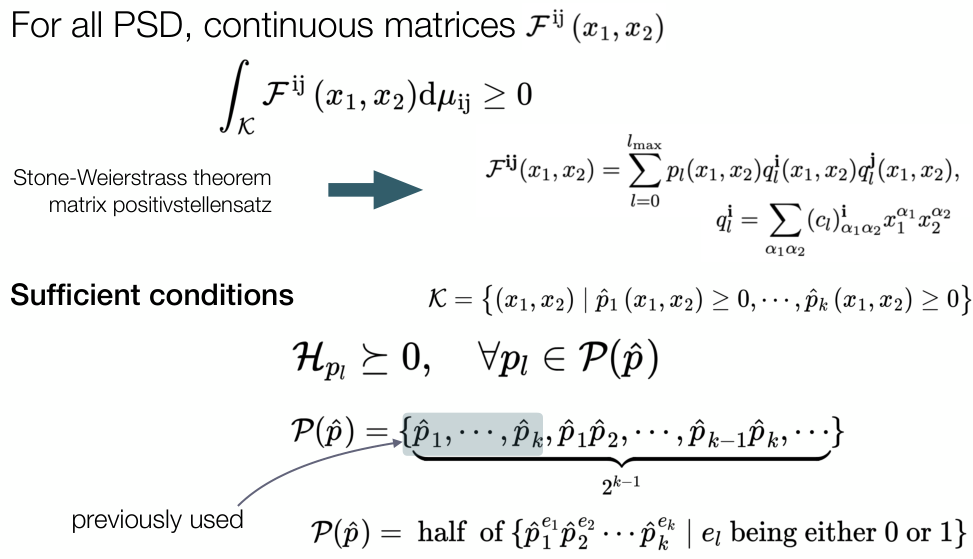 For all PSD, continuous matrices $\mathcal{F}^{\mathrm{ij}}(x_1, x_2)$
$\int_{\mathcal{K}} \mathcal{F}^{\mathrm{ij}}(x_1, x_2) \mathrm{d}\mu_{\mathrm{ij}} \geq 0$
Stone-Weierstrass theorem
matrix positivstellensatz
$\mathcal{F}^{\mathbf{ij}}(x_1, x_2) = \sum_{l=0}^{l_{\max}} p_l(x_1, x_2) q_l^{\mathbf{i}}(x_1, x_2) q_l^{\mathbf{j}}(x_1, x_2),$
$q_l^{\mathbf{i}} = \sum_{\alpha_1 \alpha_2} (c_l)^{\mathbf{i}}_{\alpha_1 \alpha_2} x_1^{\alpha_1} x_2^{\alpha_2}$
Sufficient conditions
$\mathcal{K} = \{(x_1, x_2) \mid \hat{p}_1(x_1, x_2) \geq 0, \cdots, \hat{p}_k(x_1, x_2) \geq 0\}$
$\mathcal{H}_{p_l} \succeq 0, \quad \forall p_l \in \mathcal{P}(\hat{p})$
$\mathcal{P}(\hat{p}) = \{\underbrace{\hat{p}_1, \cdots, \hat{p}_k, \hat{p}_1\hat{p}_2, \cdots, \hat{p}_{k-1}\hat{p}_k, \cdots}_{2^{k-1}}\}$
previously used
$\mathcal{P}(\hat{p}) = \text{ half of } \{\hat{p}_1^{e_1} \hat{p}_2^{e_2} \cdots \hat{p}_k^{e_k} \mid e_l \text{ being either 0 or 1}\}$